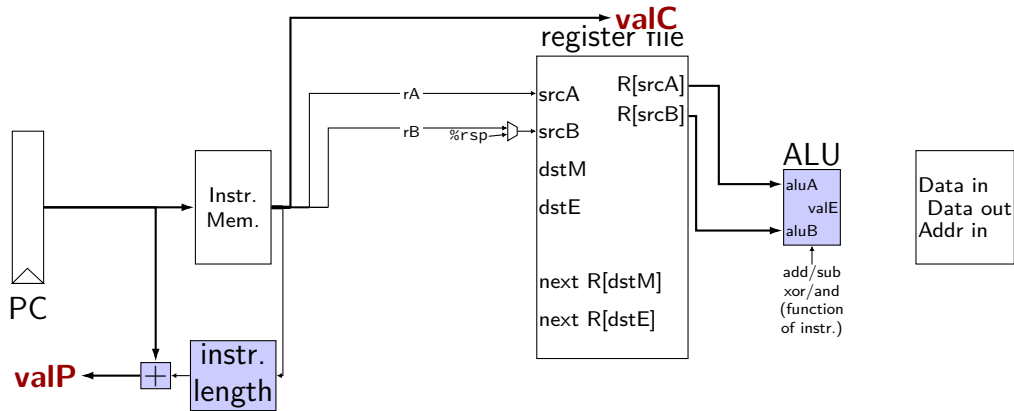 valC
register file
rA
srcA
R[srcA]
R[srcB]
rB
%rsp
srcB
ALU
dstM
aluA
Instr.
Mem.
dstE
valE
aluB
Data in
Data out
Addr in
add/sub
xor/and
(function
of instr.)
next R[dstM]
next R[dstE]
PC
instr.
length
+
valP